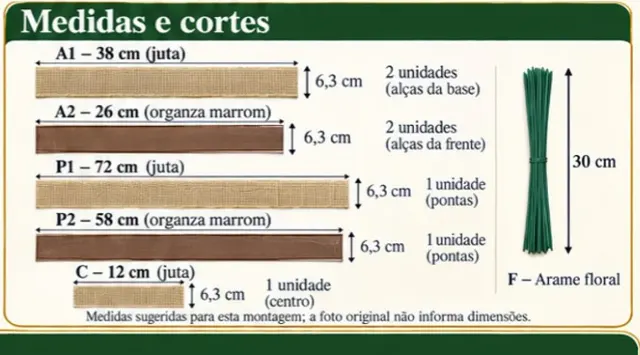 Medidas e cortes
A1 – 38 cm (juta)
6,3 cm
2 unidades
(alças da base)
A2 – 26 cm (organza marrom)
6,3 cm
2 unidades
(alças da frente)
P1 – 72 cm (juta)
6,3 cm
1 unidade
(pontas)
P2 – 58 cm (organza marrom)
6,3 cm
1 unidade
(pontas)
C – 12 cm (juta)
6,3 cm
1 unidade
(centro)
30 cm
F – Arame floral
Medidas sugeridas para esta montagem; a foto original não informa dimensões.